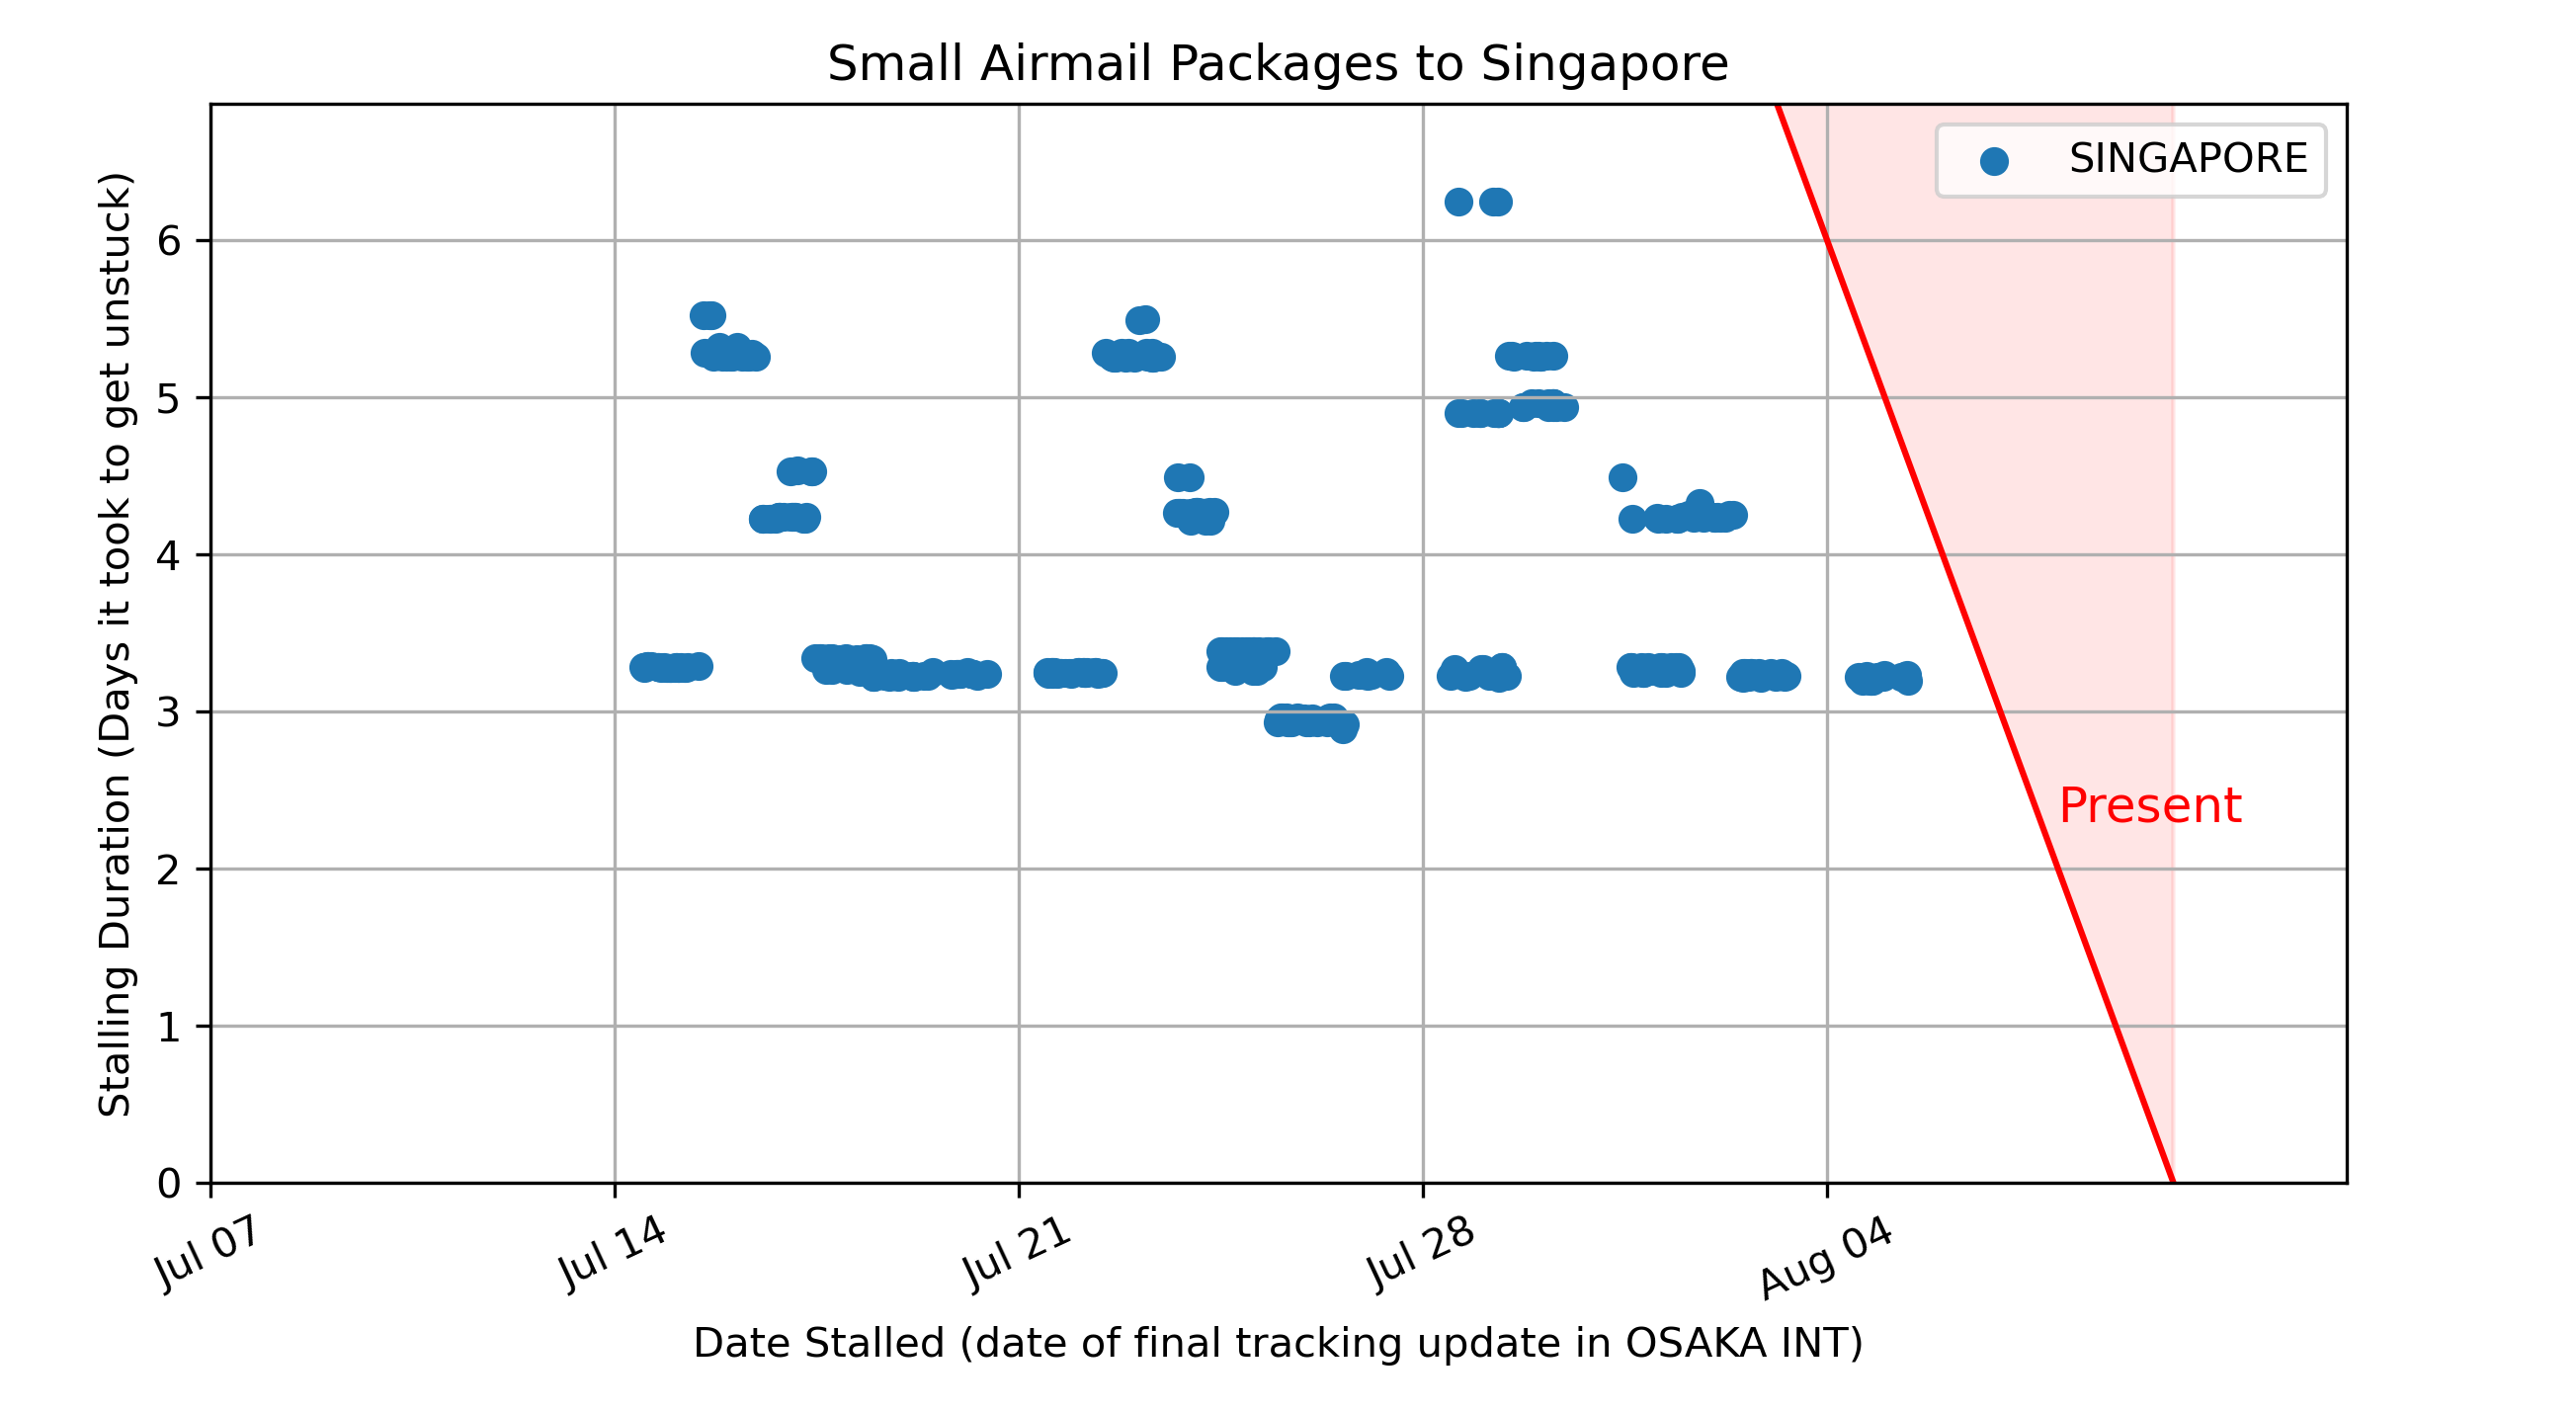 Small Airmail Packages to Singapore
SINGAPORE
Stalling Duration (Days it took to get unstuck)
6
5
4
3
2
1
0
Present
Jul 07
Jul 14
Jul 21
Jul 28
Aug 04
Date Stalled (date of final tracking update in OSAKA INT)